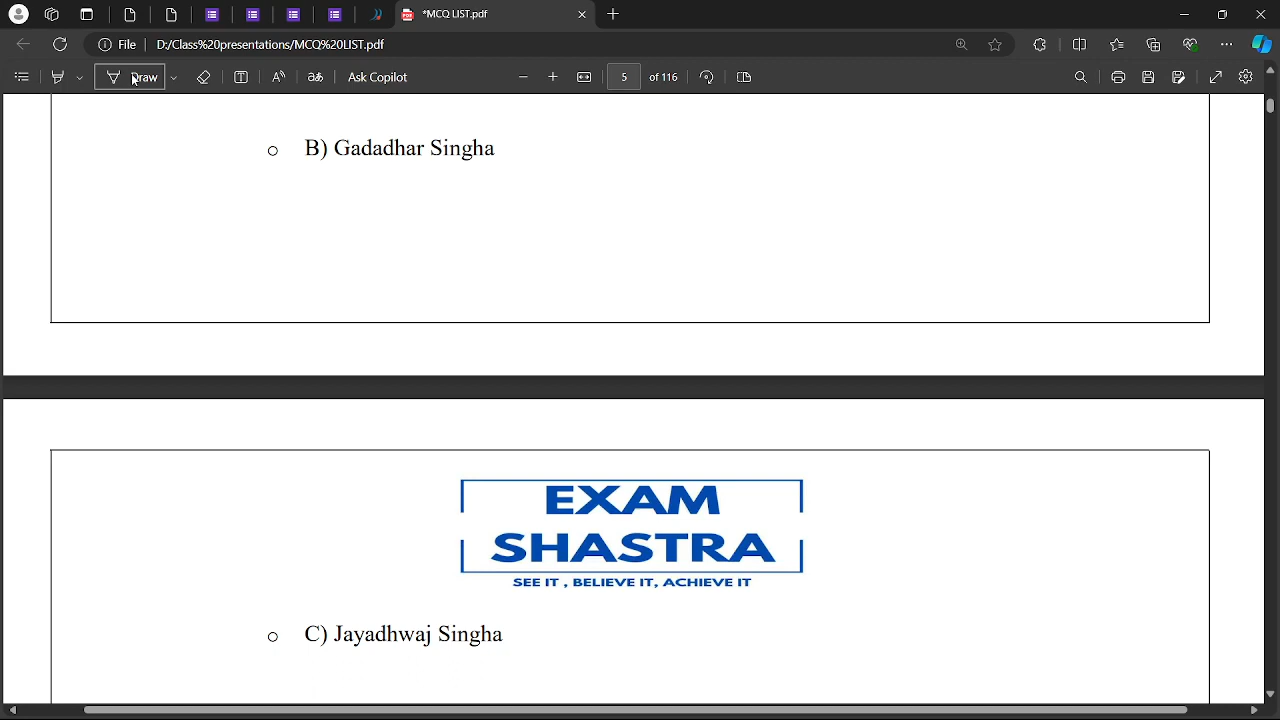 *MCQ LIST.pdf
File
D:/Class%20presentations/MCQ%20LIST.pdf
Draw
Ask Copilot
5 of 116
B) Gadadhar Singha
EXAM
SHASTRA
SEE IT , BELIEVE IT, ACHIEVE IT
C) Jayadhwaj Singha